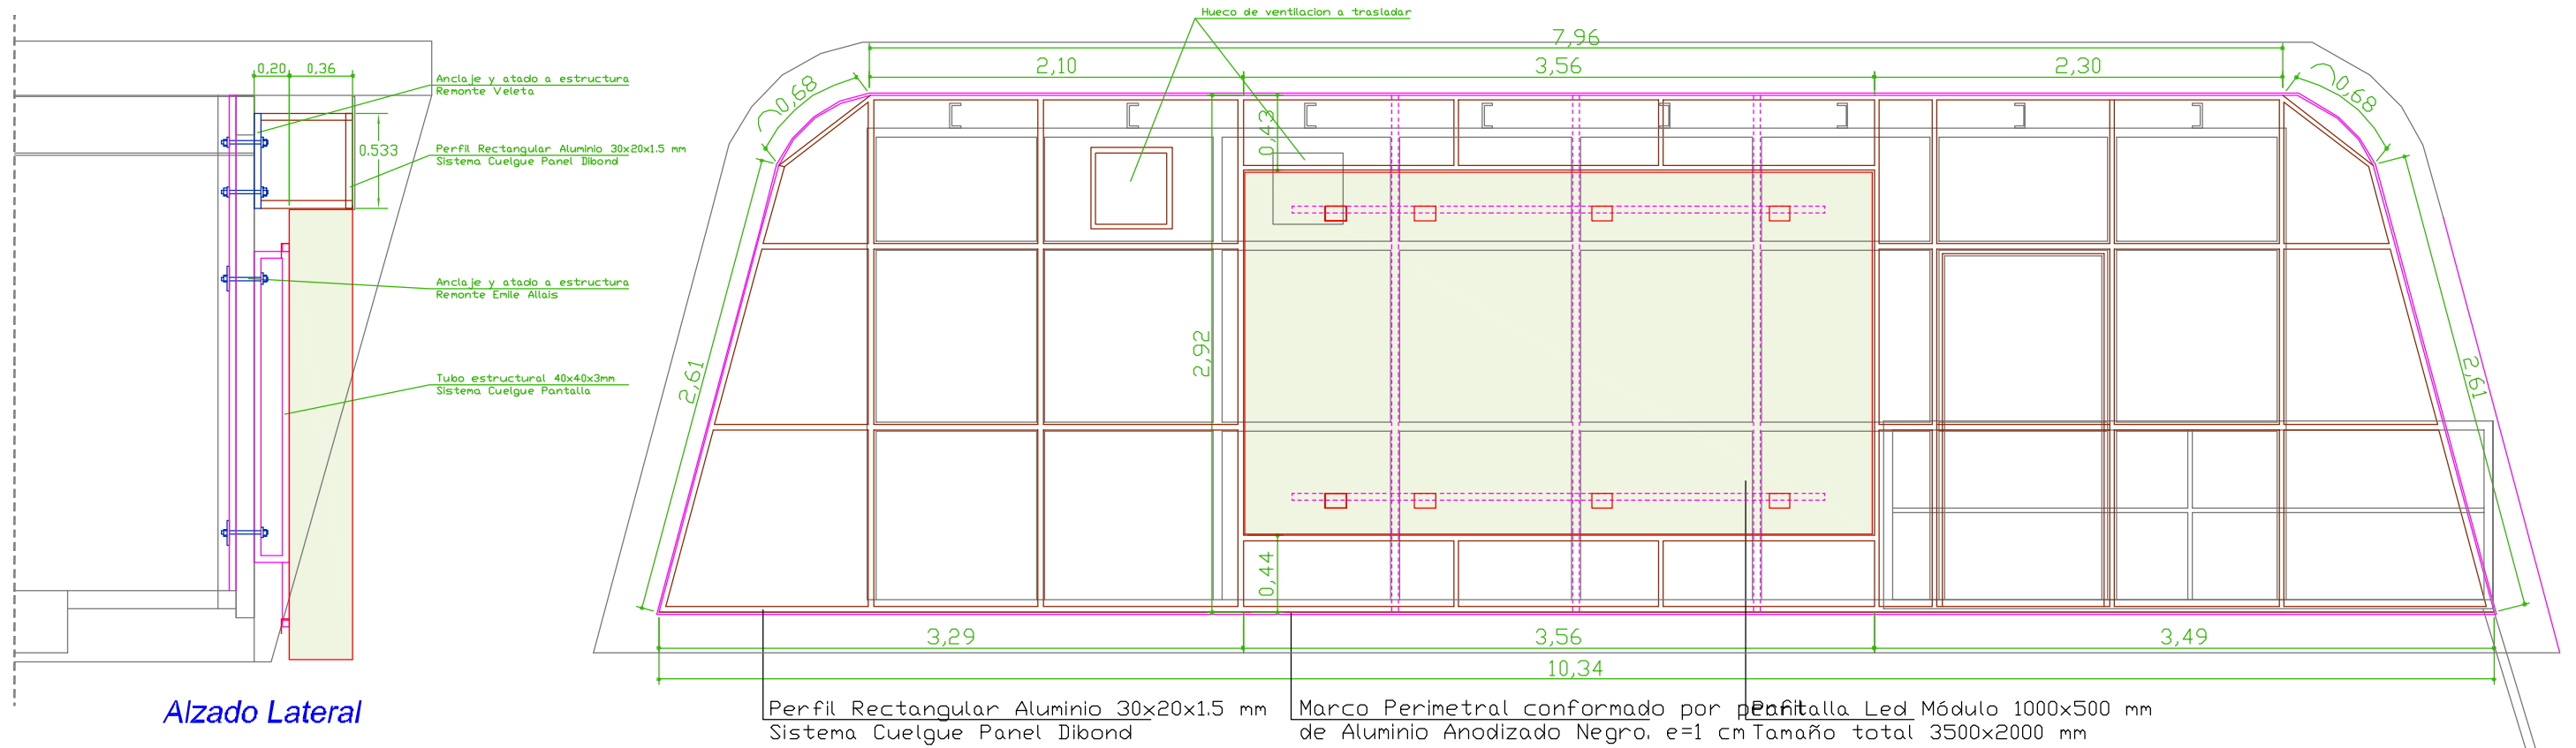 Hueco de ventilacion a trasladar
7,96
0,20 0,36
2,10 3,56 2,30
0,68
0,68
Anclaje y atado a estructura
Remonte Veleta
0,43
0.533
Perfil Rectangular Aluminio 30x20x1.5 mm
Sistema Cuelgue Panel Dibond
Anclaje y atado a estructura
Remonte Emile Allais
2,61
2,92
2,61
Tubo estructural 40x40x3mm
Sistema Cuelgue Pantalla
0,44
3,29 3,56 3,49
10,34
Alzado Lateral
Perfil Rectangular Aluminio 30x20x1.5 mm
Sistema Cuelgue Panel Dibond
Marco Perimetral conformado por perfil
de Aluminio Anodizado Negro, e=1 cm
Pantalla Led Módulo 1000x500 mm
Tamaño total 3500x2000 mm